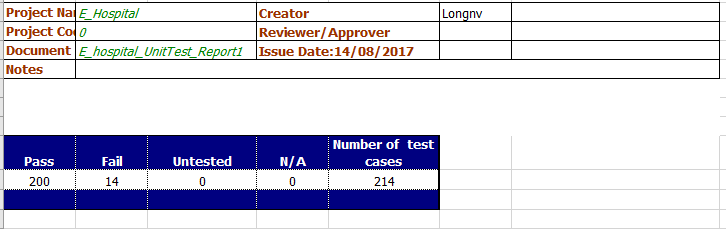 Project Na E_Hospital Creator Longnv
Project Co 0 Reviewer/Approver
Document E_hospital_UnitTest_Report1 Issue Date:14/08/2017
Notes
Pass Fail Untested N/A Number of test cases
200 14 0 0 214